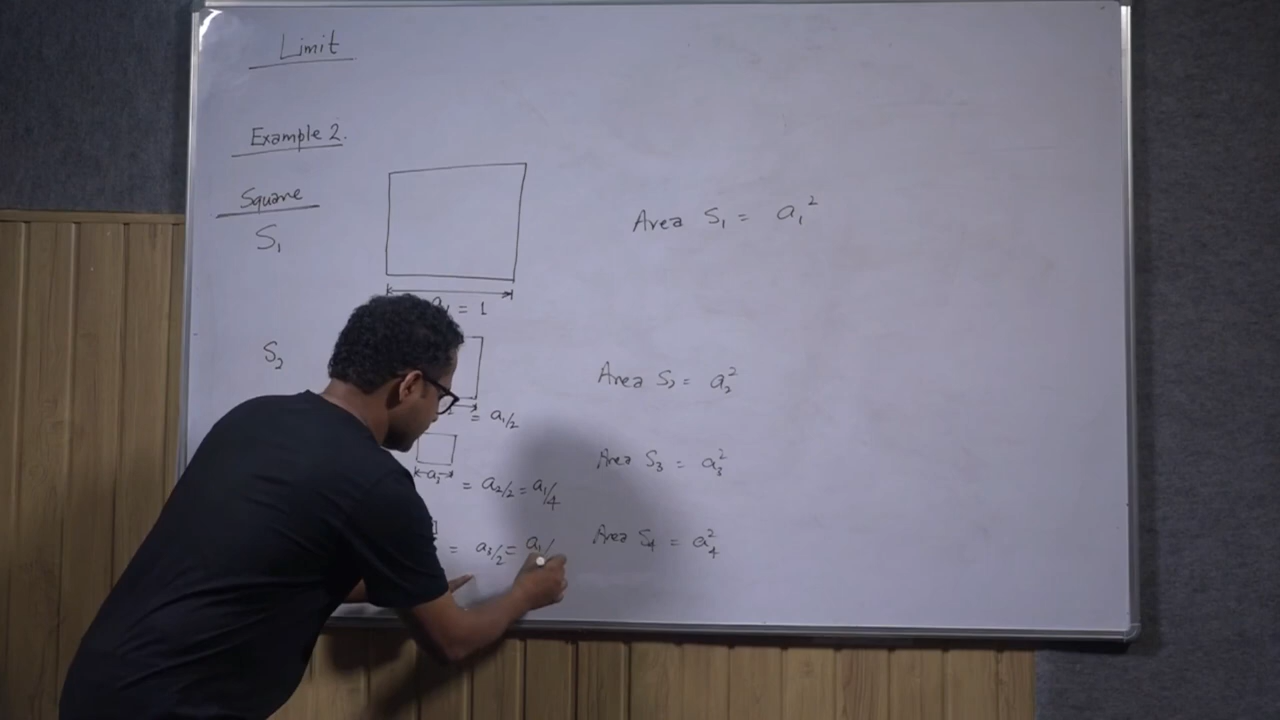 Limit
Example 2.
Square
S₁
Area S₁ = a₁²
= 1
S₂
Area S₂ = a₂²
= a₁/2
Area S₃ = a₃²
a₃ = a₂/2 = a₁/4
Area S₄ = a₄²
= a₃/2 = a₁/